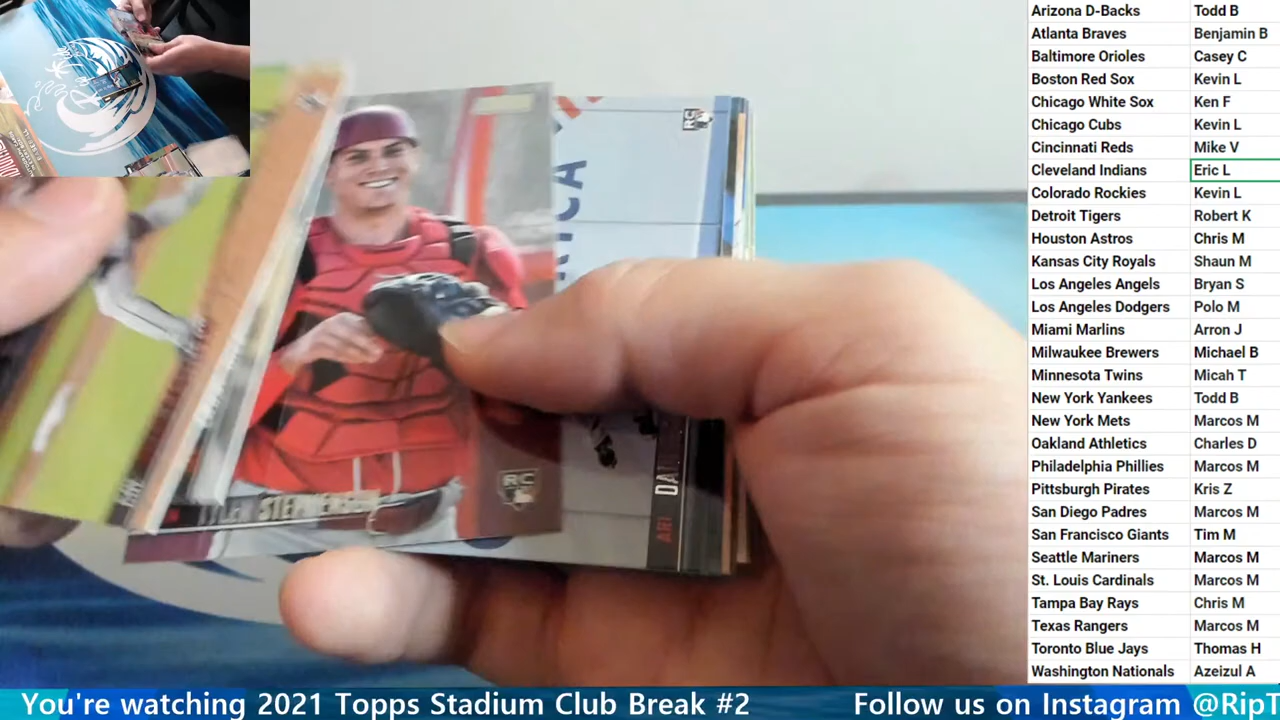 Arizona D-Backs Todd B
Atlanta Braves Benjamin B
Baltimore Orioles Casey C
Boston Red Sox Kevin L
Chicago White Sox Ken F
Chicago Cubs Kevin L
Cincinnati Reds Mike V
Cleveland Indians Eric L
Colorado Rockies Kevin L
Detroit Tigers Robert K
Houston Astros Chris M
Kansas City Royals Shaun M
Los Angeles Angels Bryan S
Los Angeles Dodgers Polo M
Miami Marlins Arron J
Milwaukee Brewers Michael B
Minnesota Twins Micah T
New York Yankees Todd B
New York Mets Marcos M
Oakland Athletics Charles D
Philadelphia Phillies Marcos M
Pittsburgh Pirates Kris Z
San Diego Padres Marcos M
San Francisco Giants Tim M
Seattle Mariners Marcos M
St. Louis Cardinals Marcos M
Tampa Bay Rays Chris M
Texas Rangers Marcos M
Toronto Blue Jays Thomas H
Washington Nationals Azeizul A
RC
RC
STEPHENSON
You're watching 2021 Topps Stadium Club Break #2 Follow us on Instagram @RipT